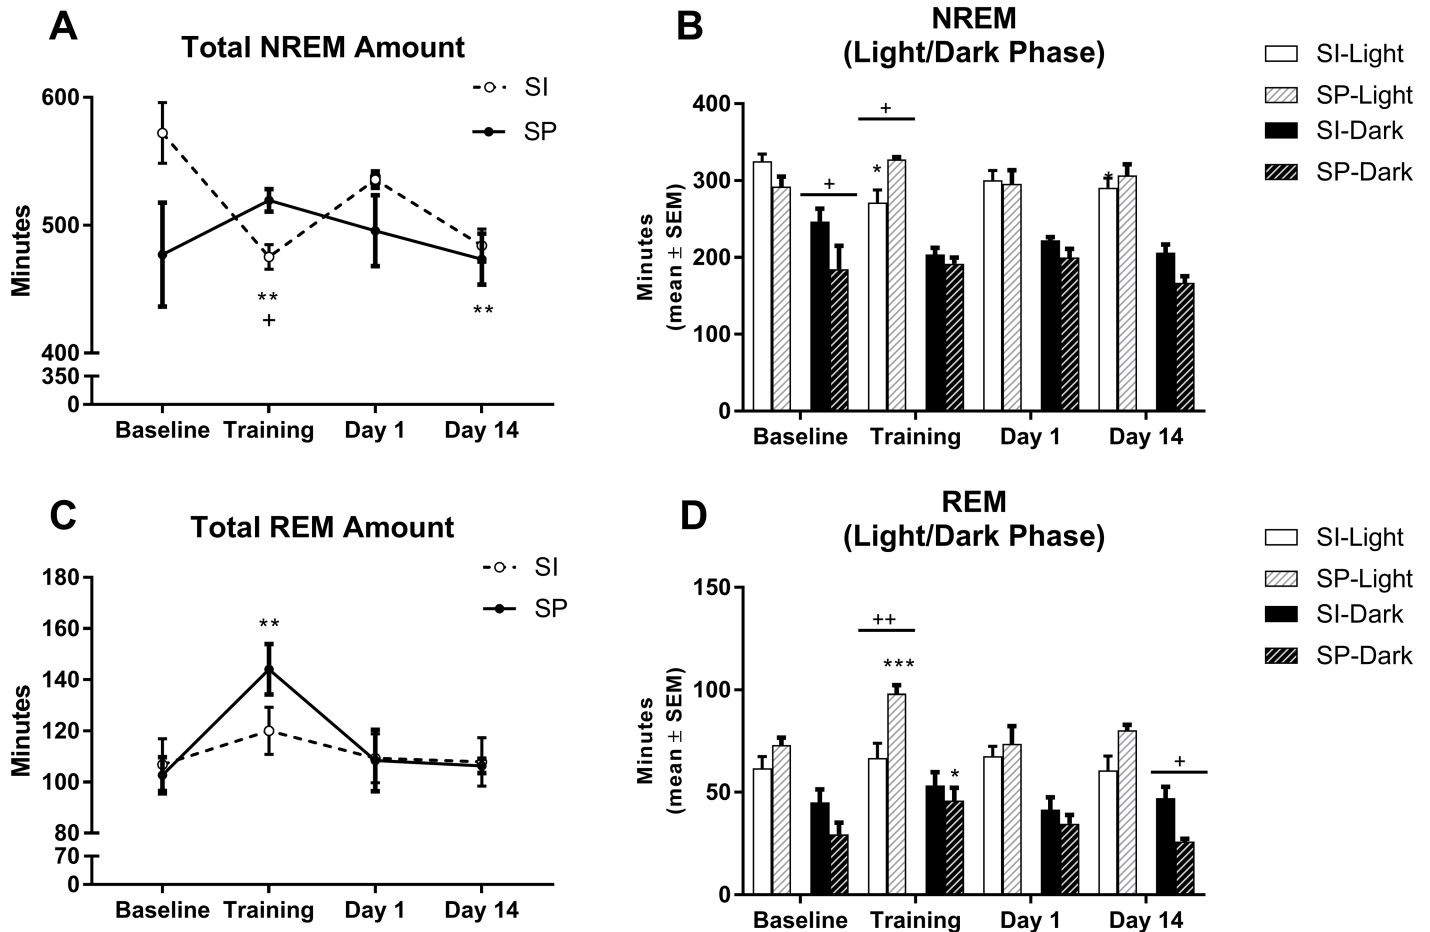 A
Total NREM Amount
SI
SP
600
500
400
350
0
Minutes
**
+
**
Baseline Training Day 1 Day 14
B
NREM
(Light/Dark Phase)
SI-Light
SP-Light
SI-Dark
SP-Dark
400
300
200
100
0
Minutes
(mean ± SEM)
+
+
*
*
Baseline Training Day 1 Day 14
C
Total REM Amount
SI
SP
180
160
140
120
100
80
70
0
Minutes
**
Baseline Training Day 1 Day 14
D
REM
(Light/Dark Phase)
SI-Light
SP-Light
SI-Dark
SP-Dark
150
100
50
0
Minutes
(mean ± SEM)
++
***
*
+
Baseline Training Day 1 Day 14